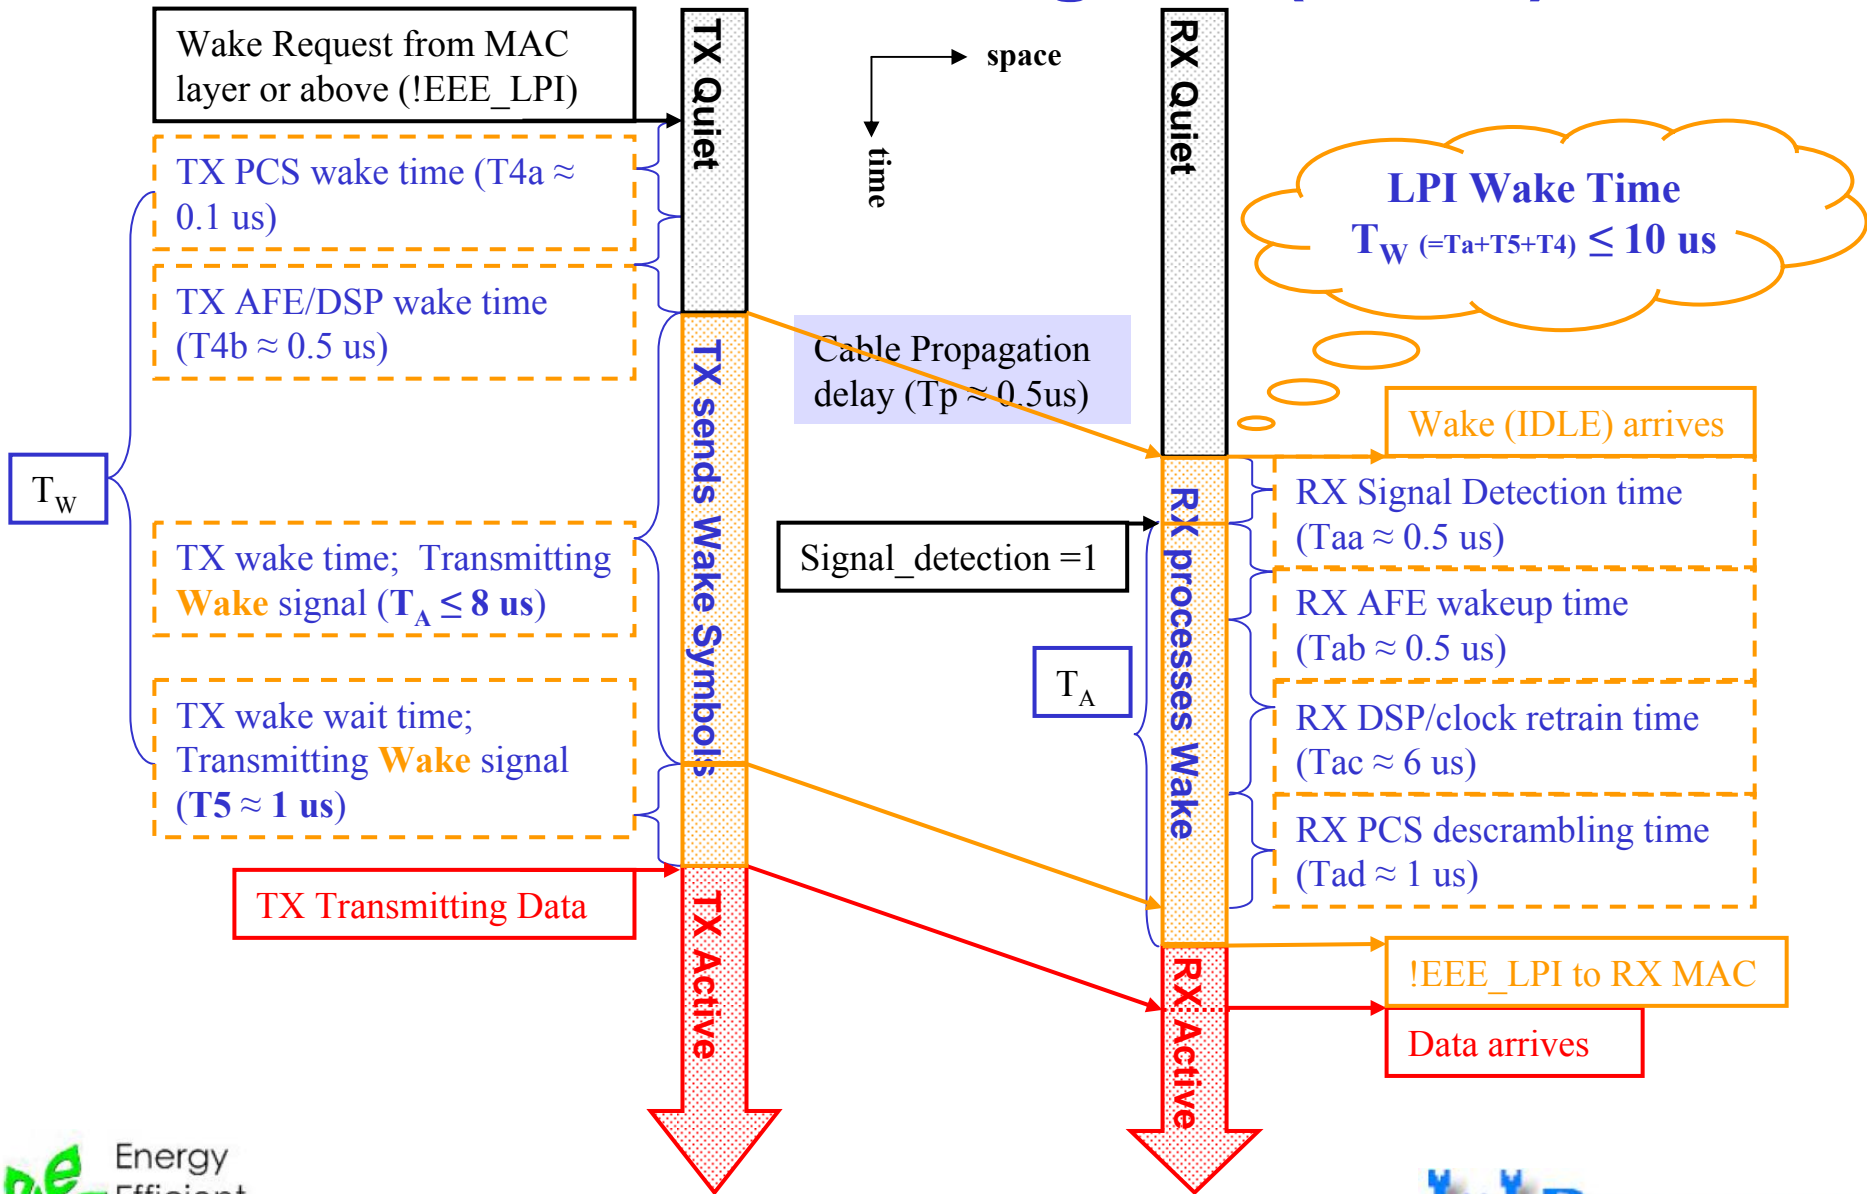 Wake Request from MAC
layer or above (!EEE_LPI)
TX PCS wake time (T4a ≈
0.1 us)
TX AFE/DSP wake time
(T4b ≈ 0.5 us)
T_W
TX wake time; Transmitting
Wake signal (T_A ≤ 8 us)
TX wake wait time;
Transmitting Wake signal
(T5 ≈ 1 us)
TX Transmitting Data
TX Quiet
TX sends Wake Symbols
TX Active
space
time
Cable Propagation
delay (Tp ≈ 0.5us)
Signal_detection =1
T_A
RX Quiet
RX processes Wake
RX Active
LPI Wake Time
T_W (=Ta+T5+T4) ≤ 10 us
Wake (IDLE) arrives
RX Signal Detection time
(Taa ≈ 0.5 us)
RX AFE wakeup time
(Tab ≈ 0.5 us)
RX DSP/clock retrain time
(Tac ≈ 6 us)
RX PCS descrambling time
(Tad ≈ 1 us)
!EEE_LPI to RX MAC
Data arrives
Energy
Efficient